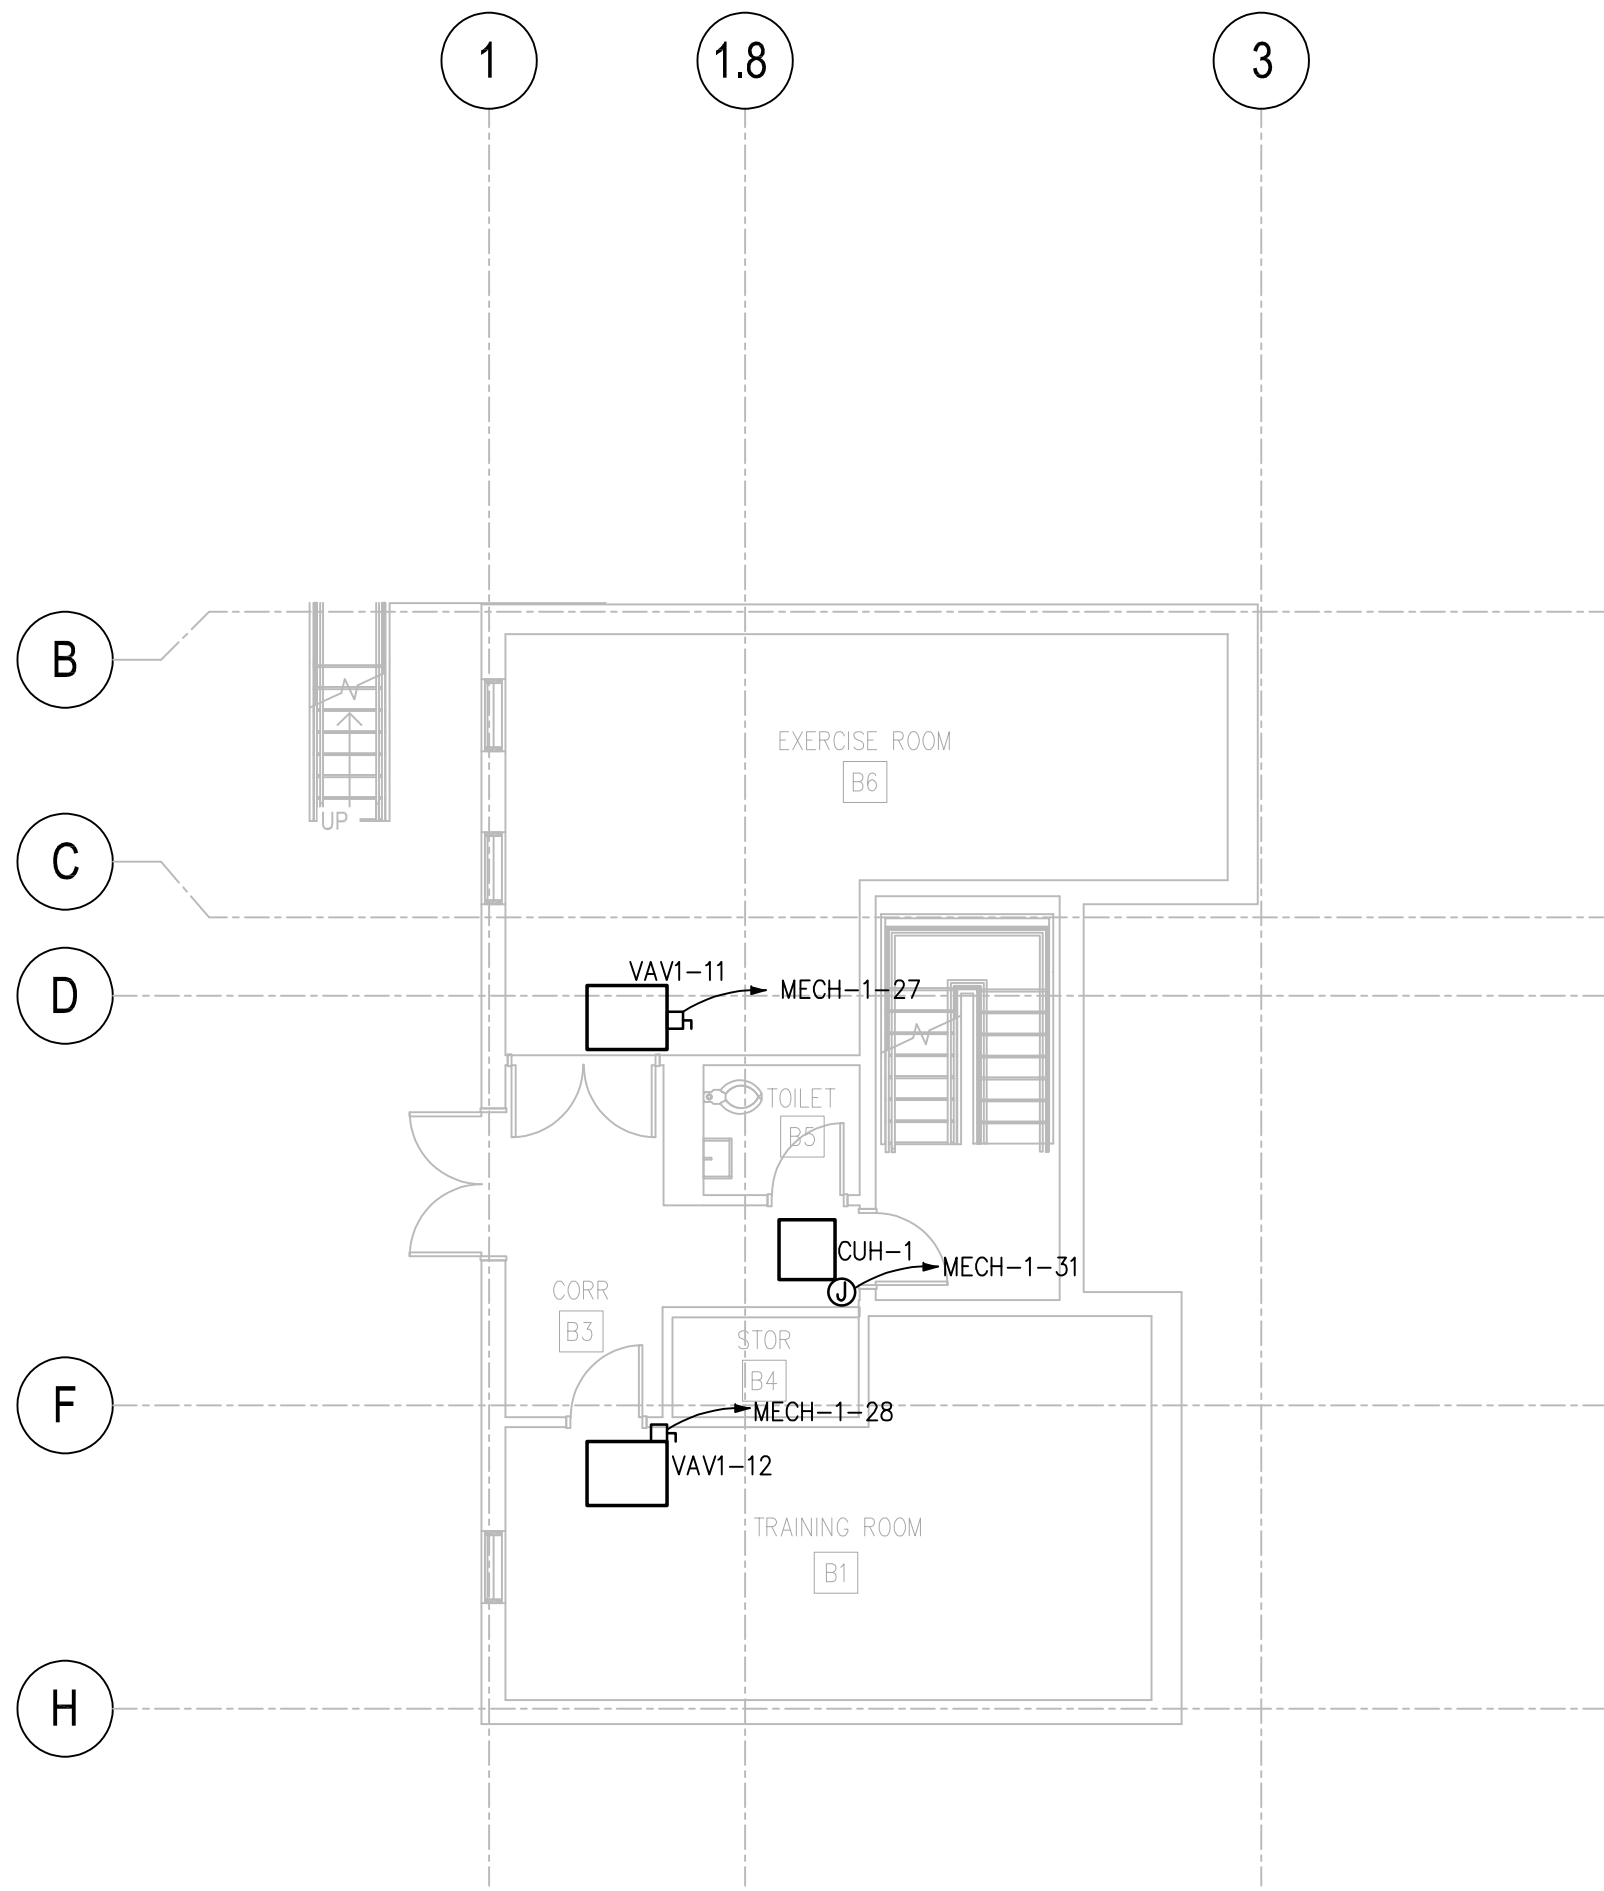 1
1.8
3
B
EXERCISE ROOM
B6
UP
C
VAV1-11
MECH-1-27
D
TOILET
B5
CUH-1
MECH-1-31
J
CORR
B3
STOR
B4
F
MECH-1-28
VAV1-12
TRAINING ROOM
B1
H